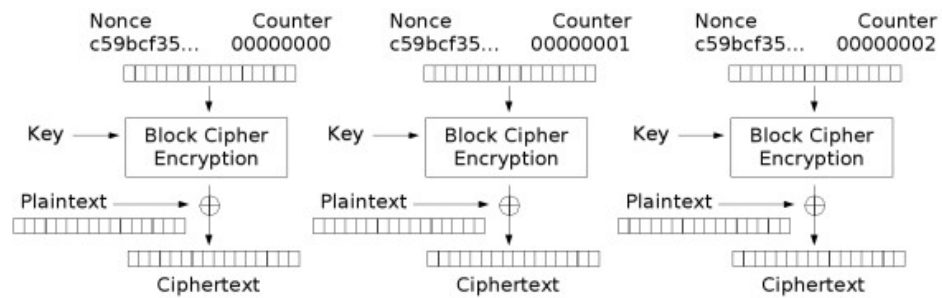 Nonce Counter Nonce Counter Nonce Counter
c59bcf35... 00000000 c59bcf35... 00000001 c59bcf35... 00000002
Key Block Cipher Encryption Key Block Cipher Encryption Key Block Cipher Encryption
Plaintext Plaintext Plaintext
Ciphertext Ciphertext Ciphertext